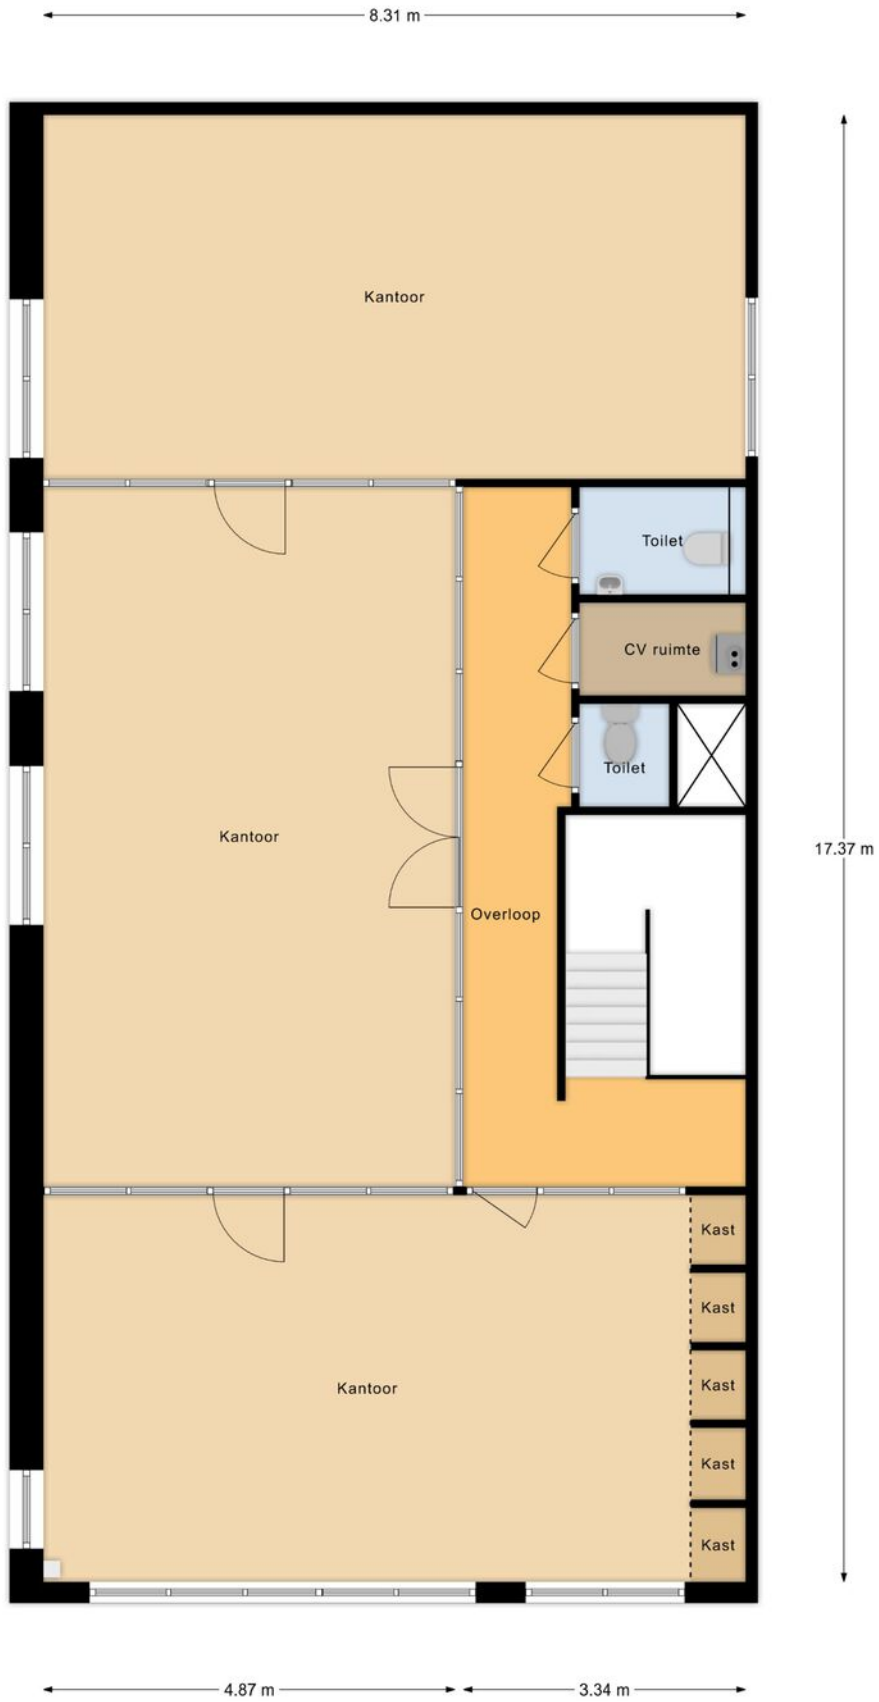 8.31 m
Kantoor
Toilet
CV ruimte
Toilet
Kantoor
17.37 m
Overloop
Kast
Kast
Kantoor
Kast
Kast
Kast
4.87 m
3.34 m